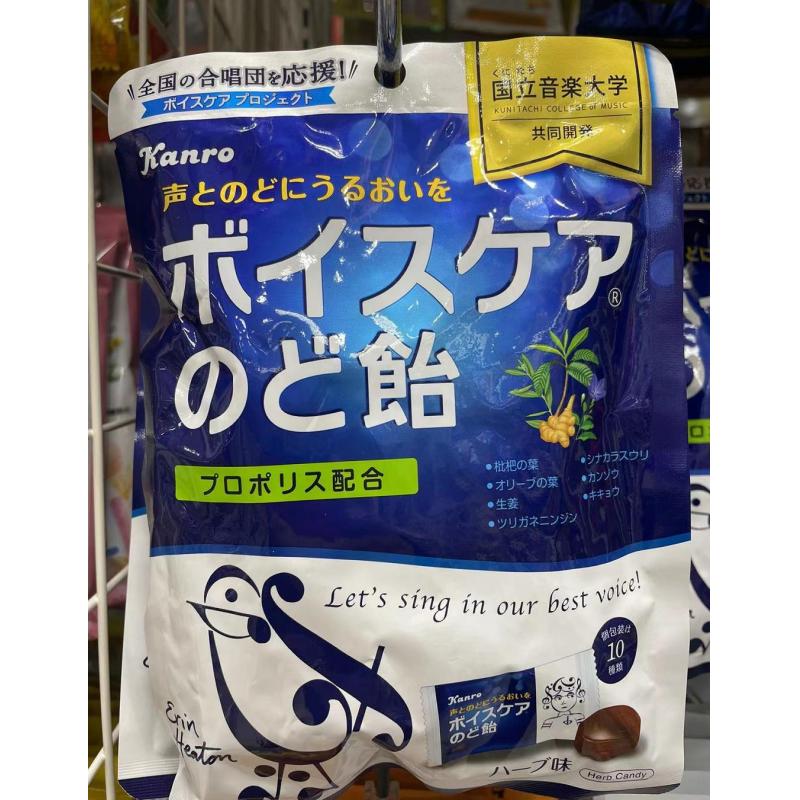 全国の合唱団を応援!
ボイスケア プロジェクト
くにたち
国立音楽大学
KUNITACHI COLLEGE of MUSIC
共同開発
Kanro
声とのどにうるおいを
ボイスケア®
のど飴
プロポリス配合
・枇杷の葉
・オリーブの葉
・生姜
・ツリガネニンジン
・シナカラスウリ
・カンゾウ
・キキョウ
Let's sing in our best voice!
個包装は
10
種類
Kanro
声とのどにうるおいを
ボイスケア
のど飴
Erin
Heaton
ハーブ味
Herb Candy